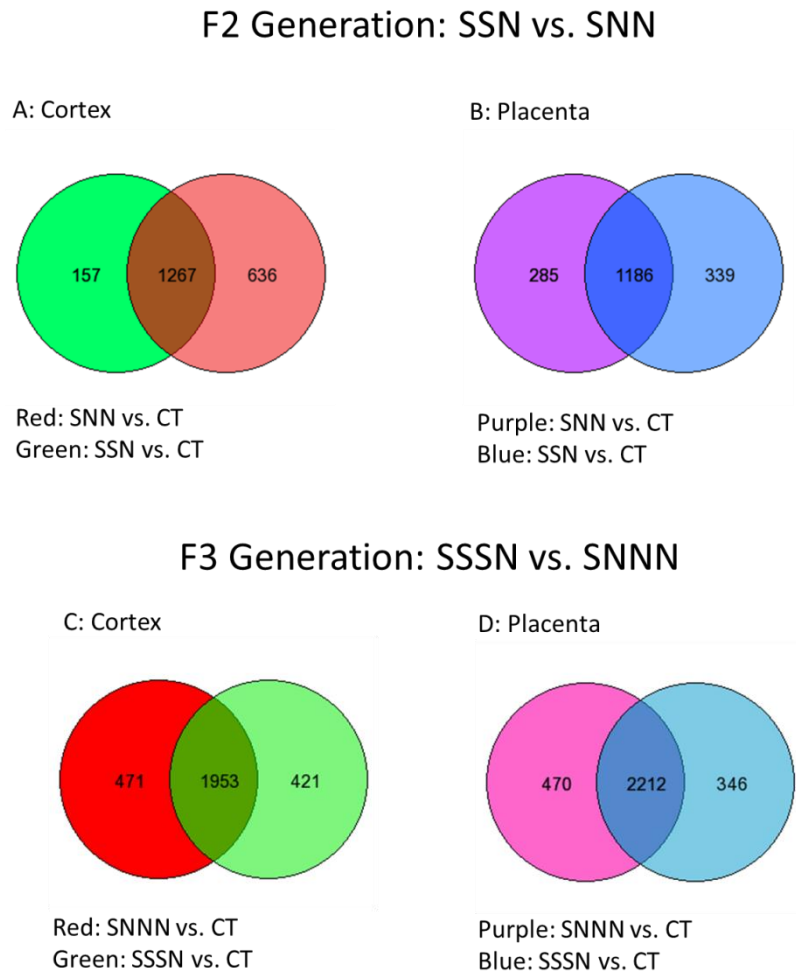 F2 Generation: SSN vs. SNN
A: Cortex
B: Placenta
157 1267 636
285 1186 339
Red: SNN vs. CT
Green: SSN vs. CT
Purple: SNN vs. CT
Blue: SSN vs. CT
F3 Generation: SSSN vs. SNNN
C: Cortex
D: Placenta
471 1953 421
470 2212 346
Red: SNNN vs. CT
Green: SSSN vs. CT
Purple: SNNN vs. CT
Blue: SSSN vs. CT